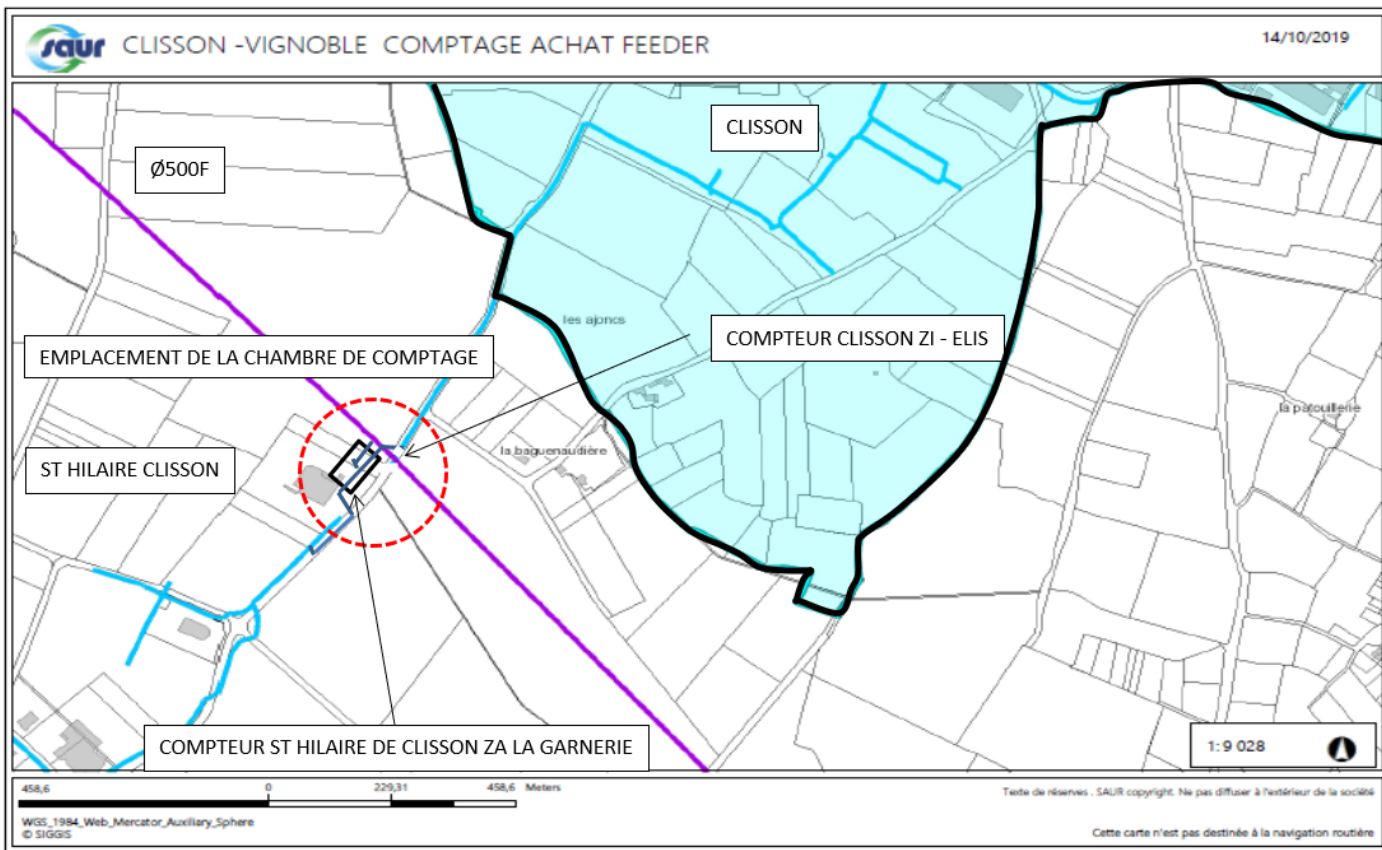 saur CLISSON -VIGNOBLE COMPTAGE ACHAT FEEDER
14/10/2019
CLISSON
Ø500F
les ajoncs
COMPTEUR CLISSON ZI - ELIS
EMPLACEMENT DE LA CHAMBRE DE COMPTAGE
la patouillerie
la baguenaudière
ST HILAIRE CLISSON
COMPTEUR ST HILAIRE DE CLISSON ZA LA GARNERIE
1: 9 028
458,6 0 229,31 458,6 Meters
Texte de réserves . SAUR copyright. Ne pas diffuser à l'extérieur de la société
WGS_1984_Web_Mercator_Auxiliary_Sphere
© SIGGIS
Cette carte n'est pas destinée à la navigation routière